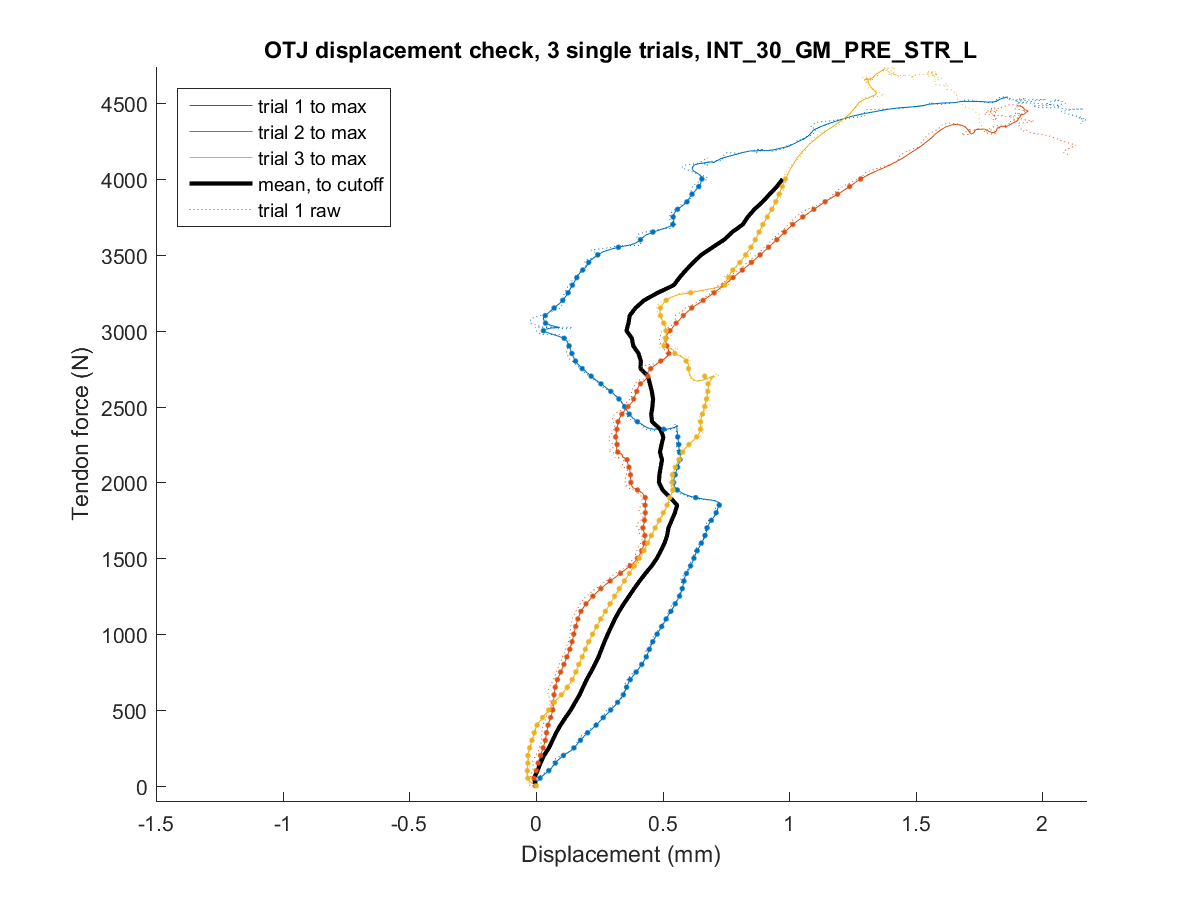 OTJ displacement check, 3 single trials, INT_30_GM_PRE_STR_L
trial 1 to max
trial 2 to max
trial 3 to max
mean, to cutoff
trial 1 raw
4500
4000
3500
3000
2500
2000
1500
1000
500
0
Tendon force (N)
-1.5 -1 -0.5 0 0.5 1 1.5 2
Displacement (mm)